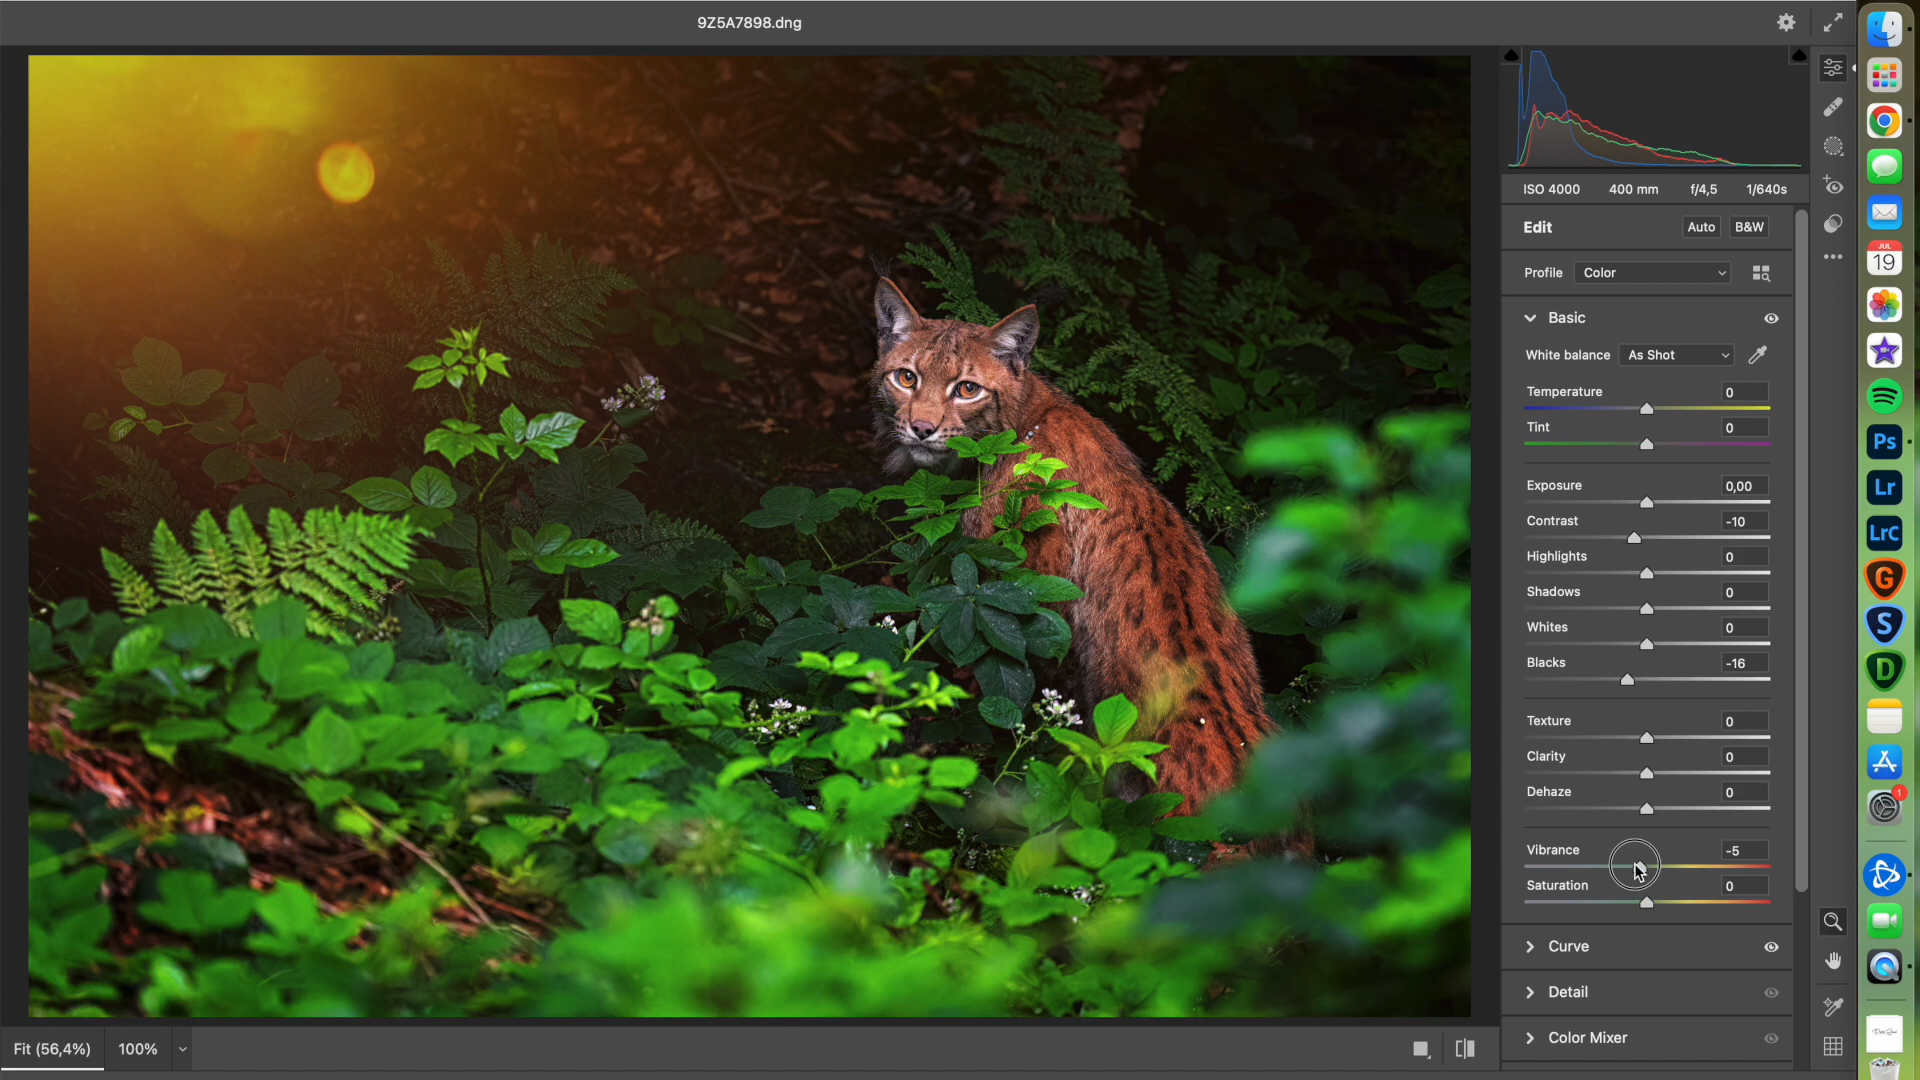 9Z5A7898.dng
ISO 4000 400 mm f/4,5 1/640s
Edit Auto B&W
Profile Color
Basic
White balance As Shot
Temperature 0
Tint 0
Exposure 0,00
Contrast -10
Highlights 0
Shadows 0
Whites 0
Blacks -16
Texture 0
Clarity 0
Dehaze 0
Vibrance -5
Saturation 0
Curve
Detail
Color Mixer
Fit (56,4%) 100%
JUL
19
Ps
Lr
LrC
G
S
D
1